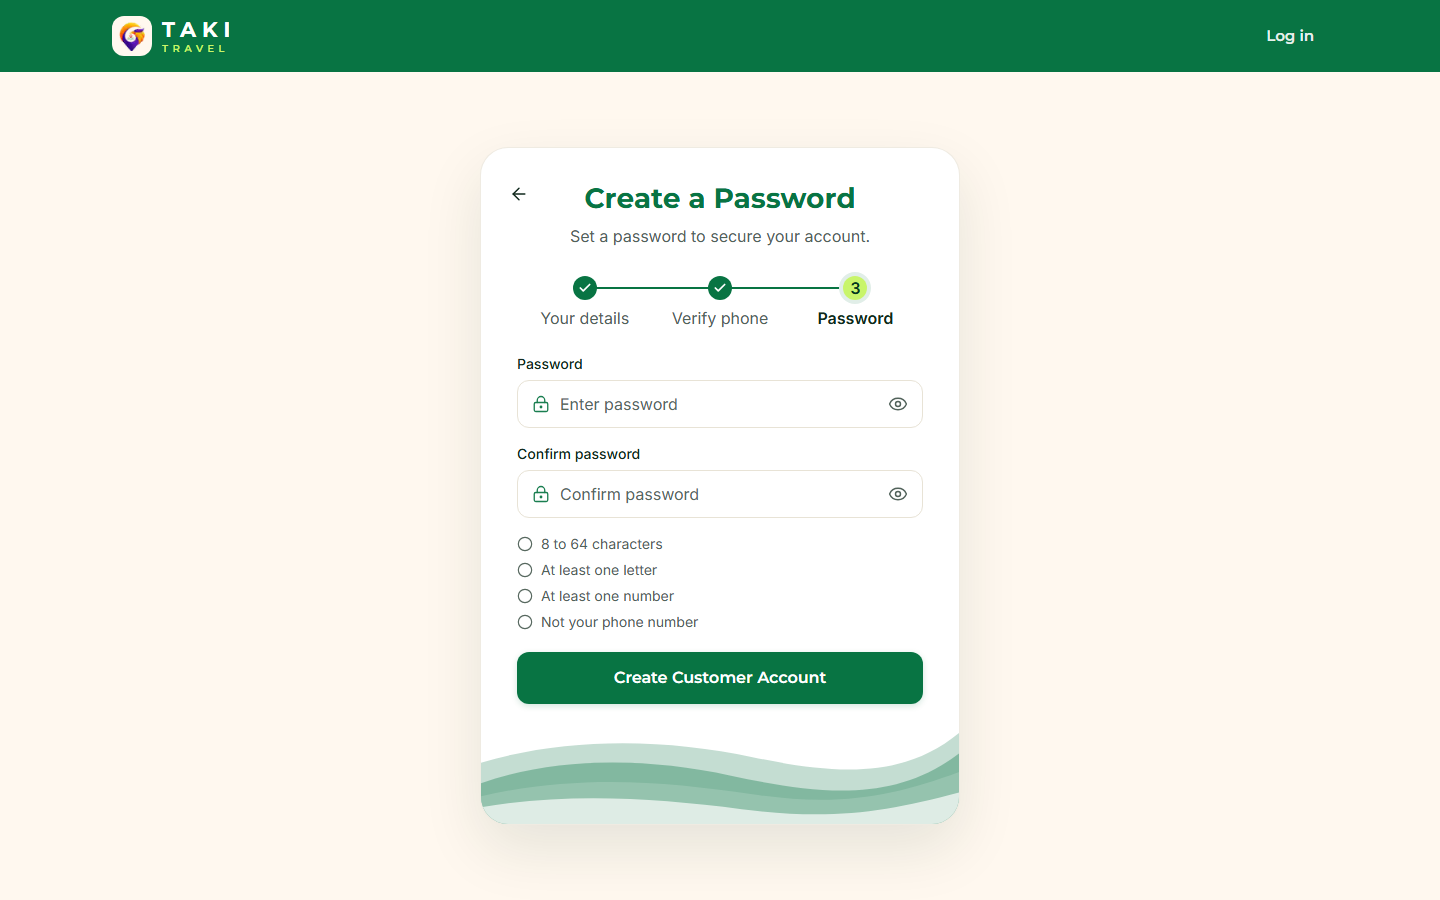 TAKI
TRAVEL
Log in
Create a Password
Set a password to secure your account.
3
Your details
Verify phone
Password
Password
Enter password
Confirm password
Confirm password
8 to 64 characters
At least one letter
At least one number
Not your phone number
Create Customer Account